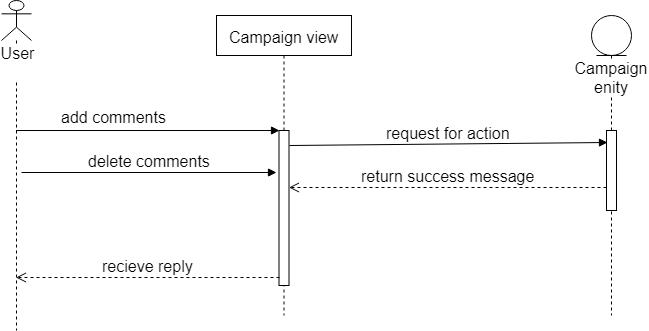 User
Campaign view
Campaign
enity
add comments
request for action
delete comments
return success message
recieve reply